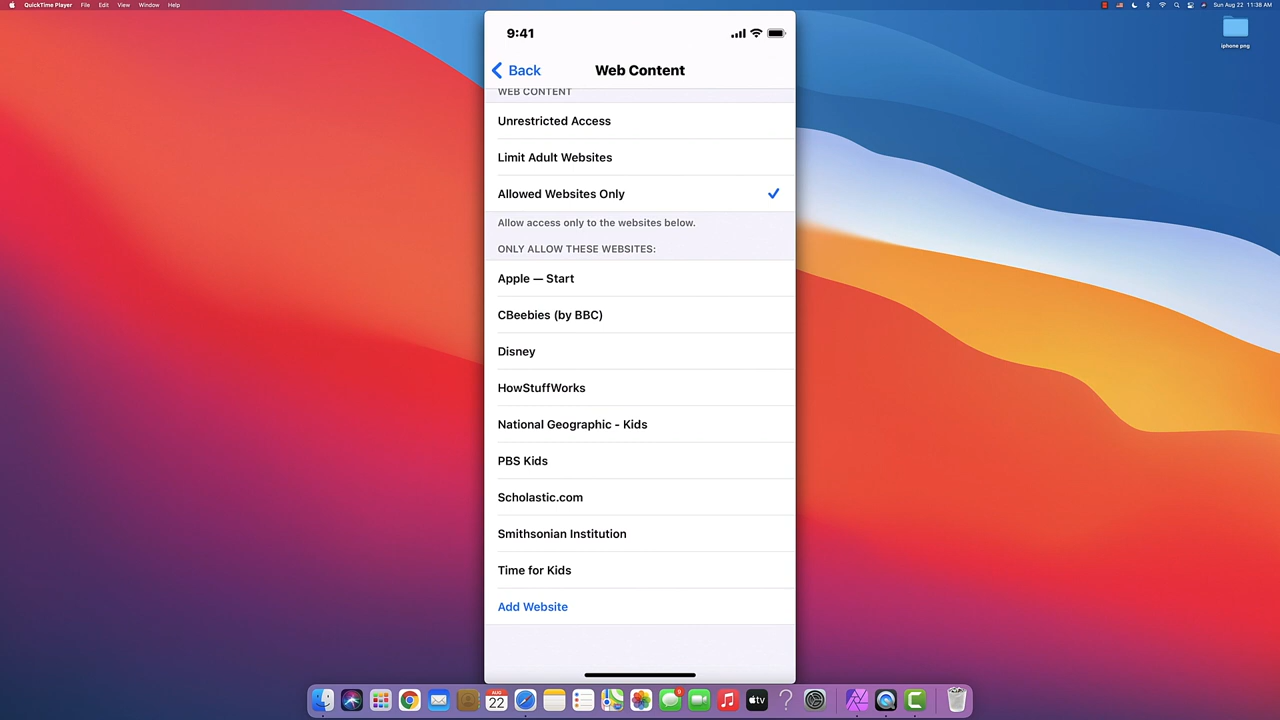 QuickTime Player File Edit View Window Help
Sun Aug 22 11:38 AM
iphone png
9:41
Back Web Content
WEB CONTENT
Unrestricted Access
Limit Adult Websites
Allowed Websites Only
Allow access only to the websites below.
ONLY ALLOW THESE WEBSITES:
Apple — Start
CBeebies (by BBC)
Disney
HowStuffWorks
National Geographic - Kids
PBS Kids
Scholastic.com
Smithsonian Institution
Time for Kids
Add Website
AUG
22
9
tv